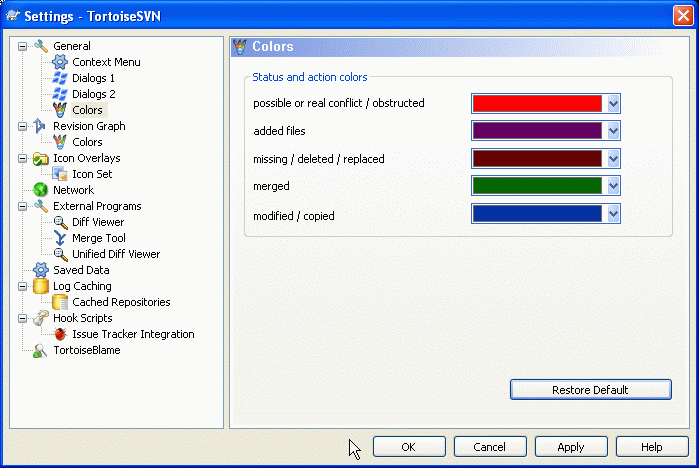 Settings - TortoiseSVN
General
Context Menu
Dialogs 1
Dialogs 2
Colors
Revision Graph
Colors
Icon Overlays
Icon Set
Network
External Programs
Diff Viewer
Merge Tool
Unified Diff Viewer
Saved Data
Log Caching
Cached Repositories
Hook Scripts
Issue Tracker Integration
TortoiseBlame
Colors
Status and action colors
possible or real conflict / obstructed
added files
missing / deleted / replaced
merged
modified / copied
Restore Default
OK
Cancel
Apply
Help